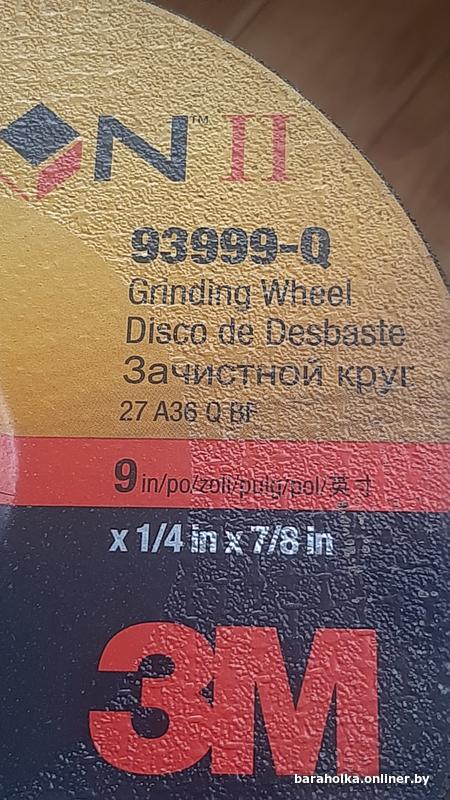 ON™ II
93999-Q
Grinding Wheel
Disco de Desbaste
Зачистной круг
27 A36 Q BF
9 in/po/zoll/pulg/pol/英寸
x 1/4 in x 7/8 in
3M
baraholka.onliner.by